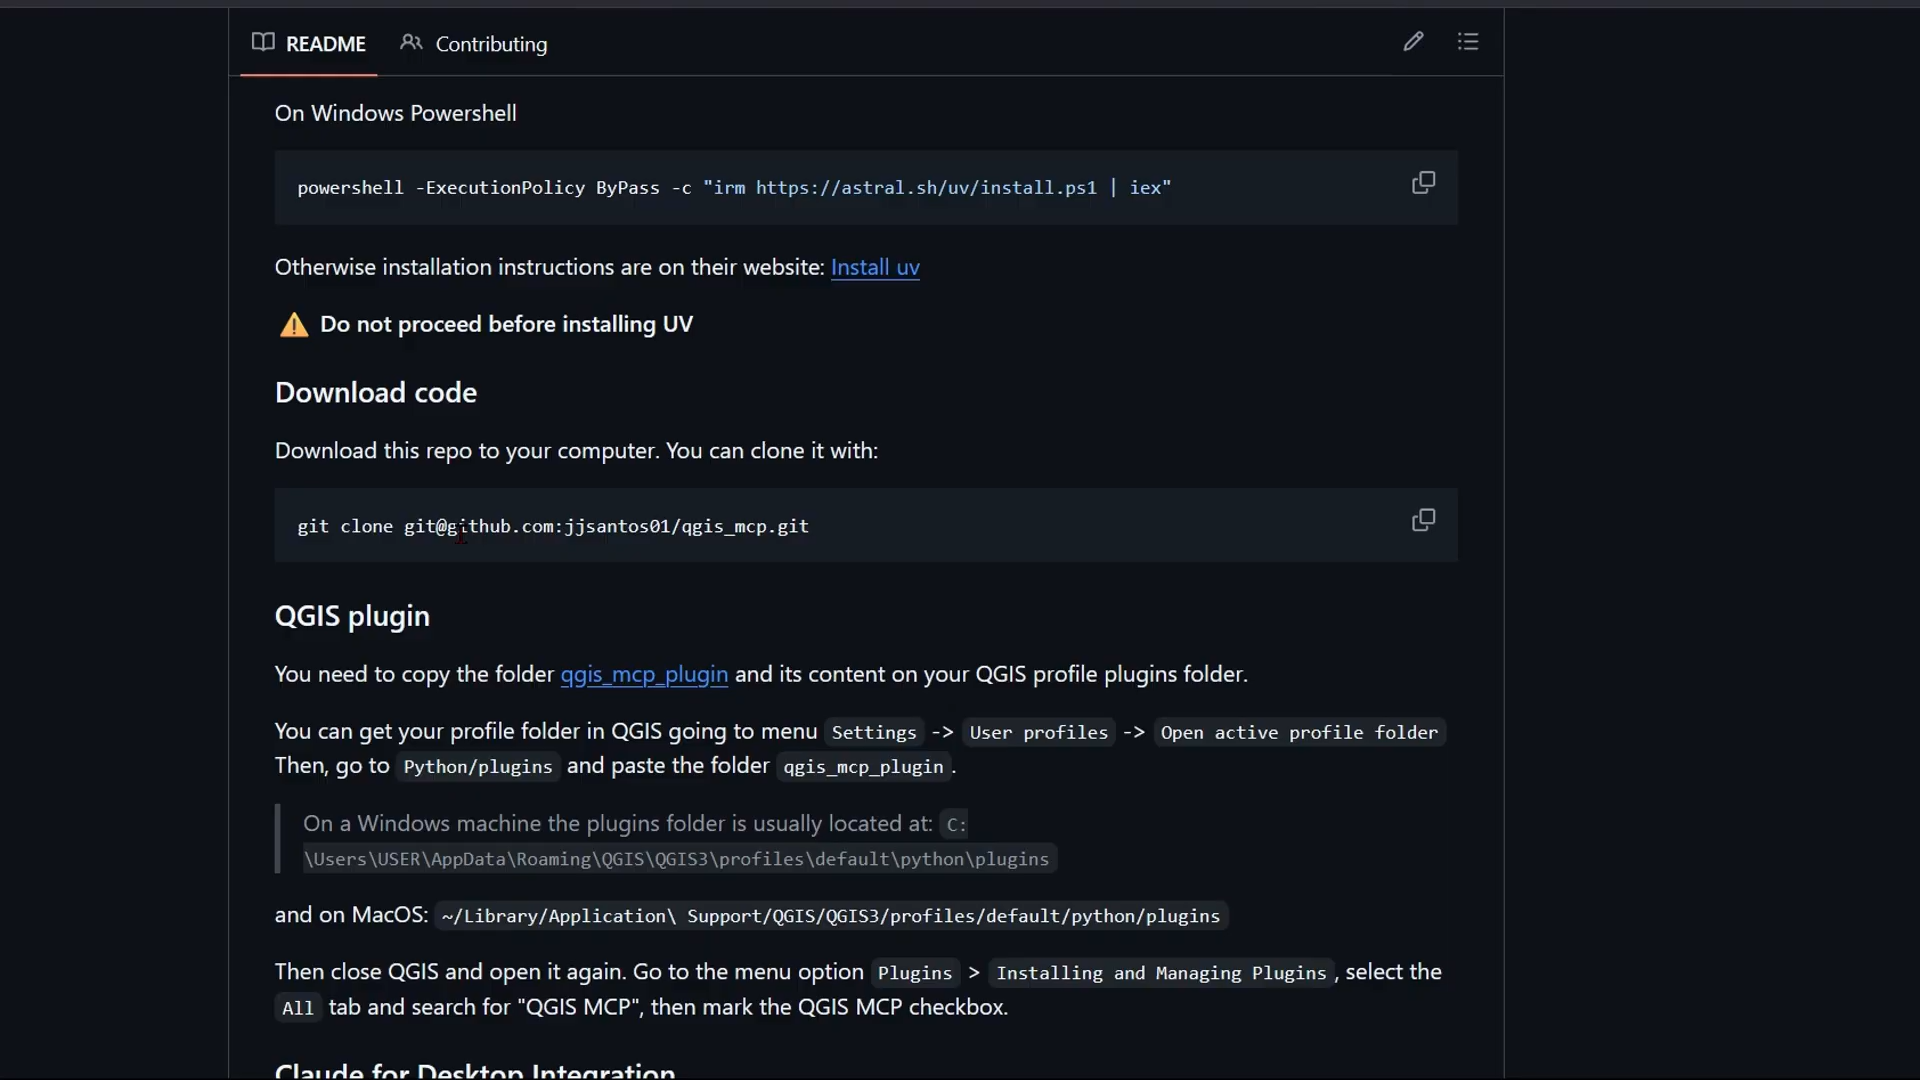 README Contributing
On Windows Powershell
powershell -ExecutionPolicy ByPass -c "irm https://astral.sh/uv/install.ps1 | iex"
Otherwise installation instructions are on their website: Install uv
⚠️ Do not proceed before installing UV
Download code
Download this repo to your computer. You can clone it with:
git clone git@github.com:jjsantos01/qgis_mcp.git
QGIS plugin
You need to copy the folder qgis_mcp_plugin and its content on your QGIS profile plugins folder.
You can get your profile folder in QGIS going to menu Settings -> User profiles -> Open active profile folder
Then, go to Python/plugins and paste the folder qgis_mcp_plugin.
On a Windows machine the plugins folder is usually located at: C:
\Users\USER\AppData\Roaming\QGIS\QGIS3\profiles\default\python\plugins
and on MacOS: ~/Library/Application\ Support/QGIS/QGIS3/profiles/default/python/plugins
Then close QGIS and open it again. Go to the menu option Plugins > Installing and Managing Plugins, select the
All tab and search for "QGIS MCP", then mark the QGIS MCP checkbox.
Claude for Desktop Integration